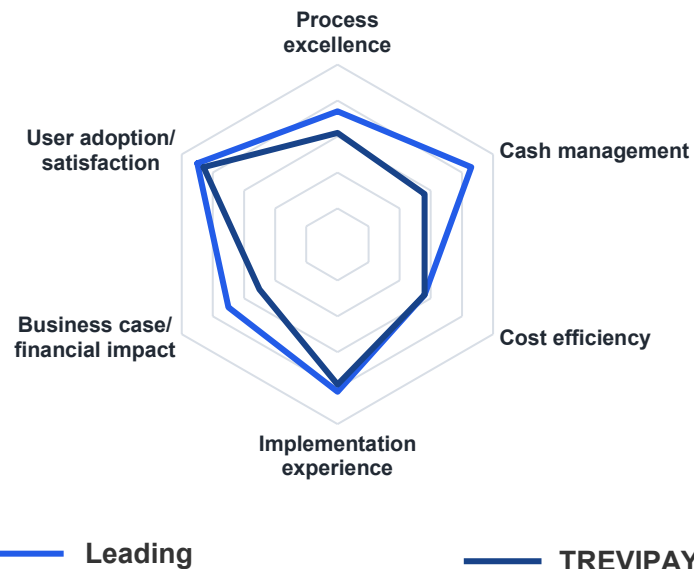 Process
excellence
User adoption/
satisfaction
Cash management
Business case/
financial impact
Cost efficiency
Implementation
experience
Leading
TREVIPAY